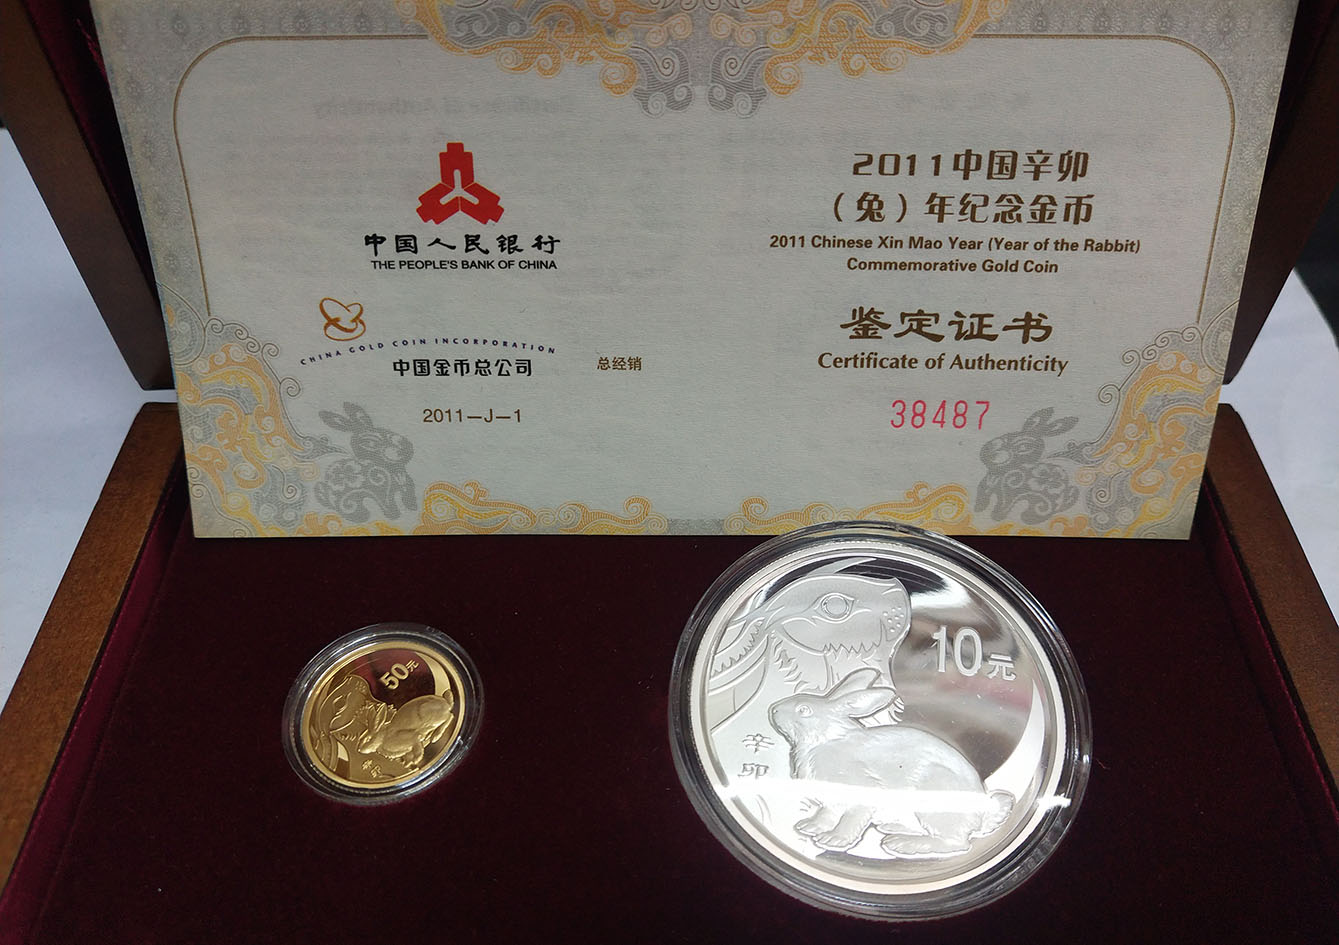 中国人民银行
THE PEOPLE'S BANK OF CHINA
CHINA GOLD COIN INCORPORATION
中国金币总公司
总经销
2011-J-1
2011中国辛卯
（兔）年纪念金币
2011 Chinese Xin Mao Year (Year of the Rabbit)
Commemorative Gold Coin
鉴定证书
Certificate of Authenticity
38487
50元
辛卯
10元
辛
卯